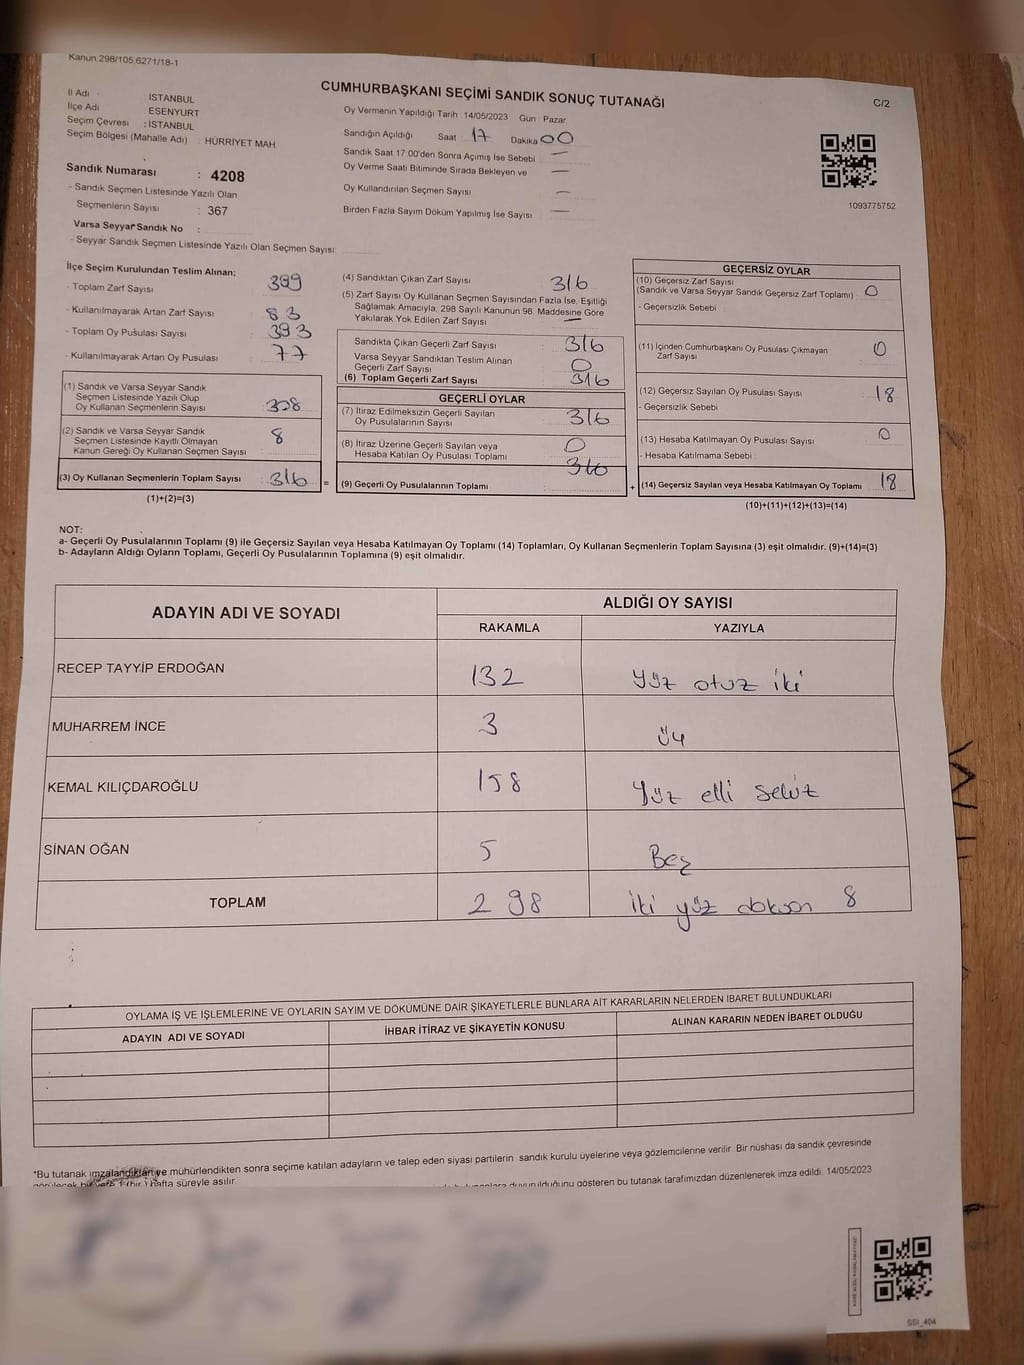 Kanun.298/105,6271/18-1
CUMHURBAŞKANI SEÇİMİ SANDIK SONUÇ TUTANAĞI
C/2
İl Adı : İSTANBUL
İlçe Adı : ESENYURT
Seçim Çevresi : İSTANBUL
Seçim Bölgesi (Mahalle Adı) : HÜRRİYET MAH.
Sandık Numarası : 4208
- Sandık Seçmen Listesinde Yazılı Olan
Seçmenlerin Sayısı : 367
Varsa Seyyar Sandık No :
- Seyyar Sandık Seçmen Listesinde Yazılı Olan Seçmen Sayısı:
Oy Vermenin Yapıldığı Tarih : 14/05/2023 Gün : Pazar
Sandığın Açıldığı Saat 17 Dakika 00
Sandık Saat 17.00'den Sonra Açımış İse Sebebi —
Oy Verme Saati Bitiminde Sırada Bekleyen ve —
Oy Kullandırılan Seçmen Sayısı —
Birden Fazla Sayım Döküm Yapılmış İse Sayısı —
1093775752
İlçe Seçim Kurulundan Teslim Alınan;
- Toplam Zarf Sayısı 399
- Kullanılmayarak Artan Zarf Sayısı 83
- Toplam Oy Pusulası Sayısı 393
- Kullanılmayarak Artan Oy Pusulası 77
(1) Sandık ve Varsa Seyyar Sandık
Seçmen Listesinde Yazılı Olup
Oy Kullanan Seçmenlerin Sayısı 308
(2) Sandık ve Varsa Seyyar Sandık
Seçmen Listesinde Kayıtlı Olmayan
Kanun Gereği Oy Kullanan Seçmen Sayısı 8
(3) Oy Kullanan Seçmenlerin Toplam Sayısı 316 =
(1)+(2)=(3)
(4) Sandıktan Çıkan Zarf Sayısı 316
(5) Zarf Sayısı Oy Kullanan Seçmen Sayısından Fazla İse, Eşitliği
Sağlamak Amacıyla; 298 Sayılı Kanunun 98. Maddesine Göre
Yakılarak Yok Edilen Zarf Sayısı —
Sandıkta Çıkan Geçerli Zarf Sayısı : 316
Varsa Seyyar Sandıktan Teslim Alınan
Geçerli Zarf Sayısı : 0
(6) Toplam Geçerli Zarf Sayısı : 316
GEÇERLİ OYLAR
(7) İtiraz Edilmeksizin Geçerli Sayılan
Oy Pusulalarının Sayısı : 316
(8) İtiraz Üzerine Geçerli Sayılan veya
Hesaba Katılan Oy Pusulası Toplamı : 0
(9) Geçerli Oy Pusulalarının Toplamı : 316 +
GEÇERSİZ OYLAR
(10) Geçersiz Zarf Sayısı
(Sandık ve Varsa Seyyar Sandık Geçersiz Zarf Toplamı) 0
- Geçersizlik Sebebi :
(11) İçinden Cumhurbaşkanı Oy Pusulası Çıkmayan
Zarf Sayısı 0
(12) Geçersiz Sayılan Oy Pusulası Sayısı 18
- Geçersizlik Sebebi
(13) Hesaba Katılmayan Oy Pusulası Sayısı 0
- Hesaba Katılmama Sebebi :
(14) Geçersiz Sayılan veya Hesaba Katılmayan Oy Toplamı 18
(10)+(11)+(12)+(13)=(14)
NOT:
a- Geçerli Oy Pusulalarının Toplamı (9) ile Geçersiz Sayılan veya Hesaba Katılmayan Oy Toplamı (14) Toplamları, Oy Kullanan Seçmenlerin Toplam Sayısına (3) eşit olmalıdır. (9)+(14)=(3)
b- Adayların Aldığı Oyların Toplamı, Geçerli Oy Pusulalarının Toplamına (9) eşit olmalıdır.
ADAYIN ADI VE SOYADI
ALDIĞI OY SAYISI
RAKAMLA YAZIYLA
RECEP TAYYİP ERDOĞAN 132 Yüz otuz iki
MUHARREM İNCE 3 üç
KEMAL KILIÇDAROĞLU 158 Yüz elli sekiz
SİNAN OĞAN 5 Beş
TOPLAM 298 iki yüz doksan 8
OYLAMA İŞ VE İŞLEMLERİNE VE OYLARIN SAYIM VE DÖKÜMÜNE DAİR ŞİKAYETLERLE BUNLARA AİT KARARLARIN NELERDEN İBARET BULUNDUKLARI
ADAYIN ADI VE SOYADI İHBAR İTİRAZ VE ŞİKAYETİN KONUSU ALINAN KARARIN NEDEN İBARET OLDUĞU
*Bu tutanak imzalandıktan ve mühürlendikten sonra seçime katılan adayların ve talep eden siyasi partilerin sandık kurulu üyelerine veya gözlemcilerine verilir. Bir nüshası da sandık çevresinde
görülecek bir yere 1 (bir ) hafta süreyle asılır.
duyurulduğunu gösteren bu tutanak tarafımızdan düzenlenerek imza edildi. 14/05/2023
SSI_404